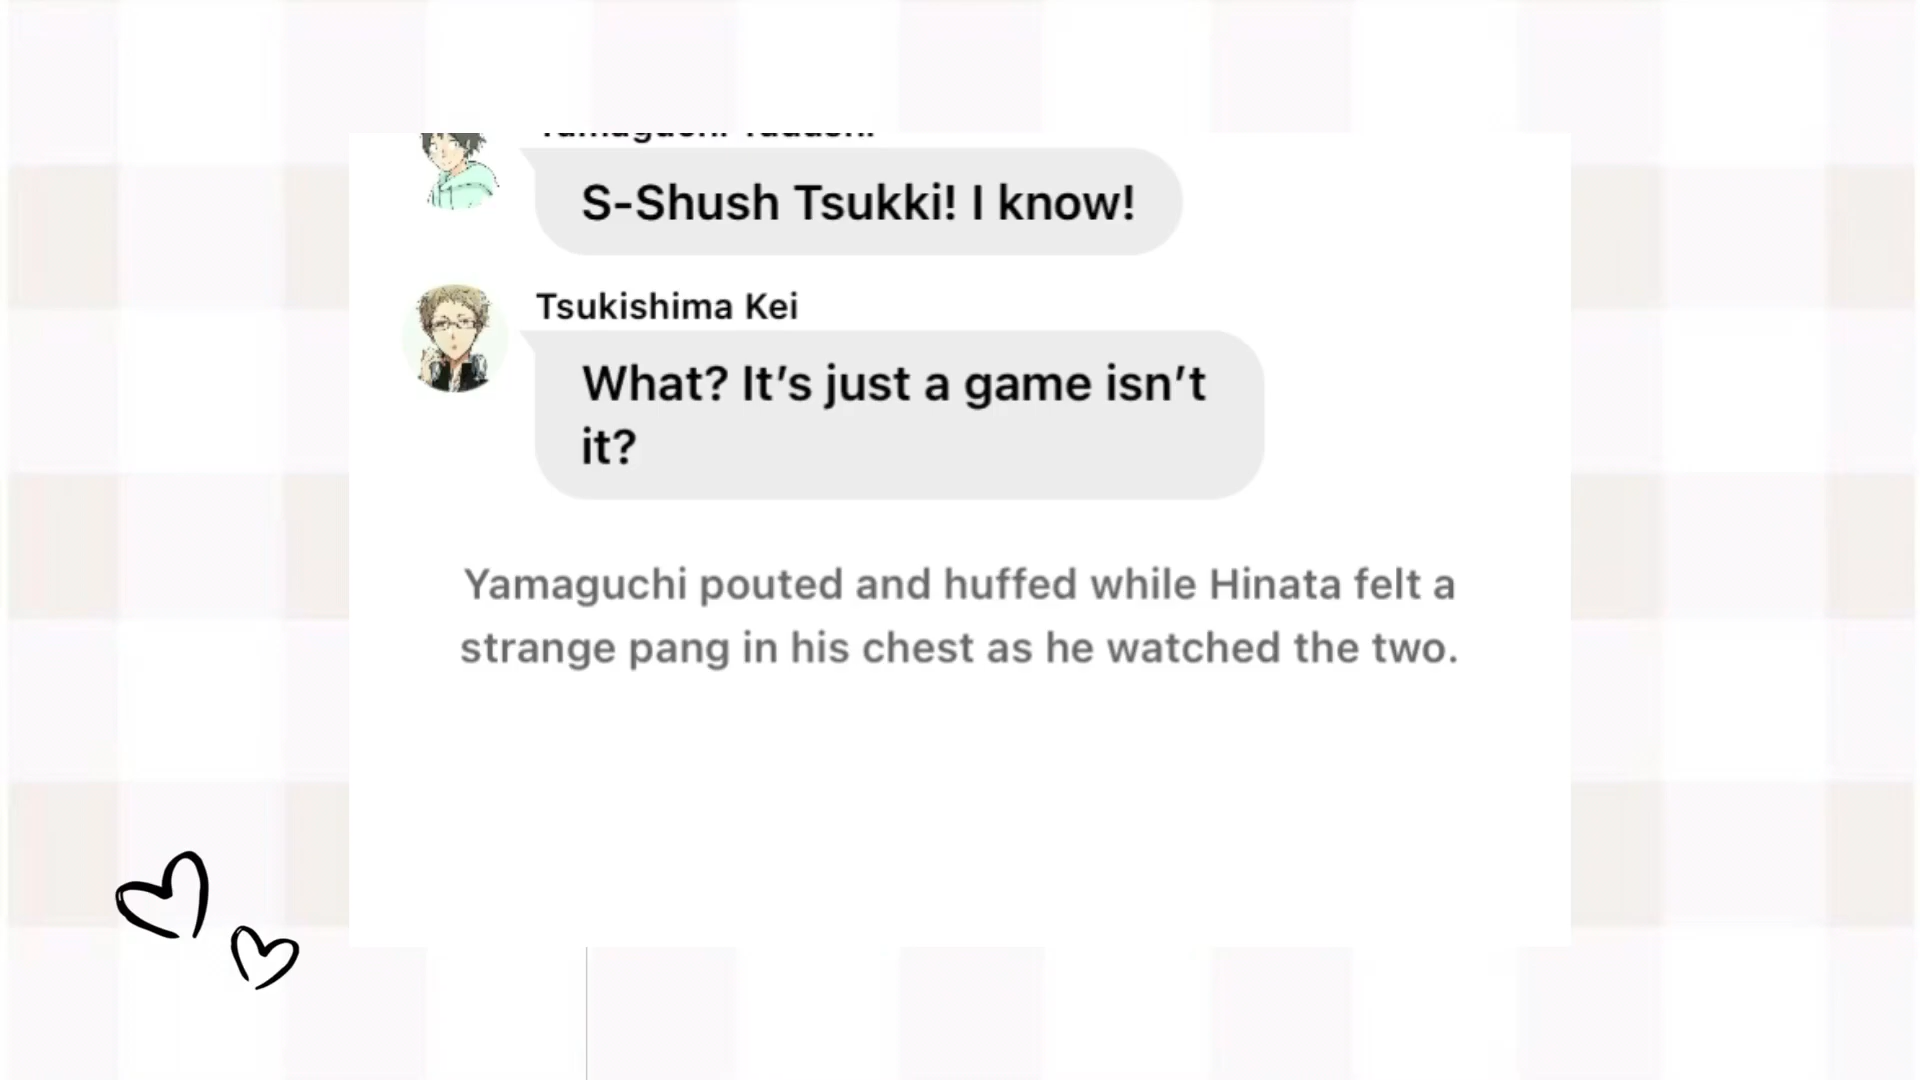 S-Shush Tsukki! I know!
Tsukishima Kei
What? It’s just a game isn’t
it?
Yamaguchi pouted and huffed while Hinata felt a
strange pang in his chest as he watched the two.